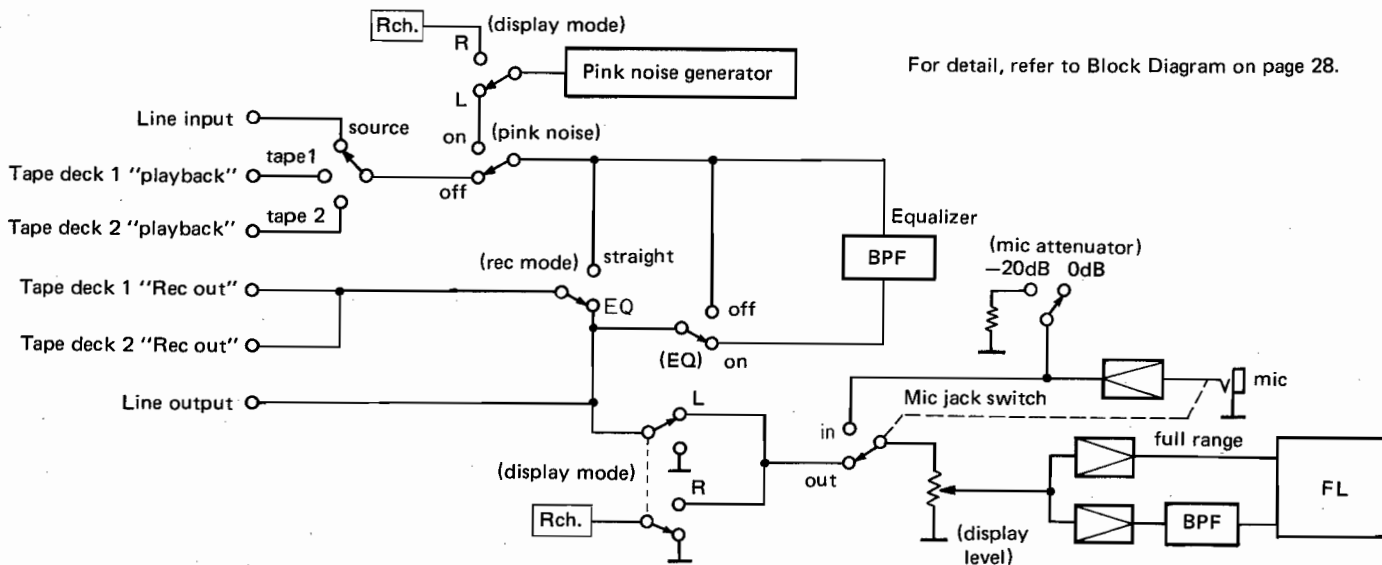 Rch.
(display mode)
R
For detail, refer to Block Diagram on page 28.
Pink noise generator
L
Line input
source
on
(pink noise)
tape1
Tape deck 1 "playback"
off
tape 2
Tape deck 2 "playback"
Equalizer
BPF
(mic attenuator)
−20dB
0dB
(rec mode)
straight
Tape deck 1 "Rec out"
EQ
off
Tape deck 2 "Rec out"
(EQ)
on
mic
Line output
L
Mic jack switch
in
full range
(display mode)
out
R
FL
Rch.
BPF
(display
level)